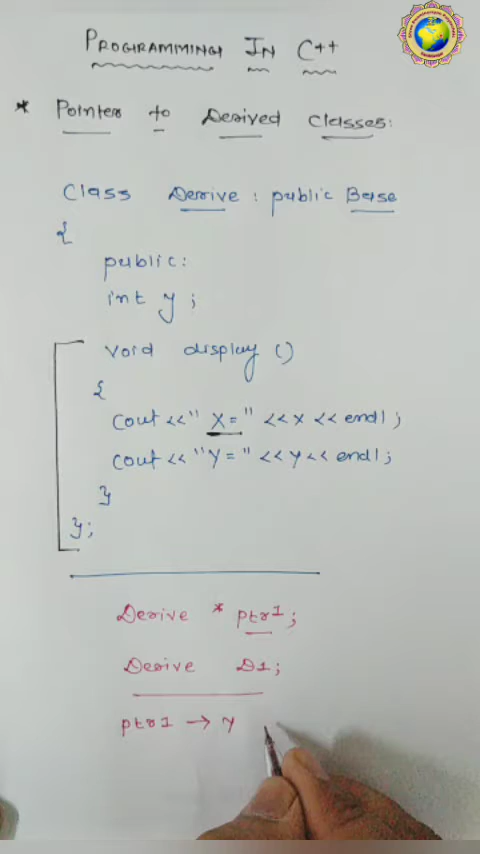 PROGRAMMING IN C++
* Pointer to Derived classes:
Class Derive : public Base
{
public:
int y ;
void display ()
{
cout <<" X=" <<x << endl ;
cout << "Y=" <<y<< endl ;
}
};
Derive * ptr1 ;
Derive D1 ;
ptr1 → y